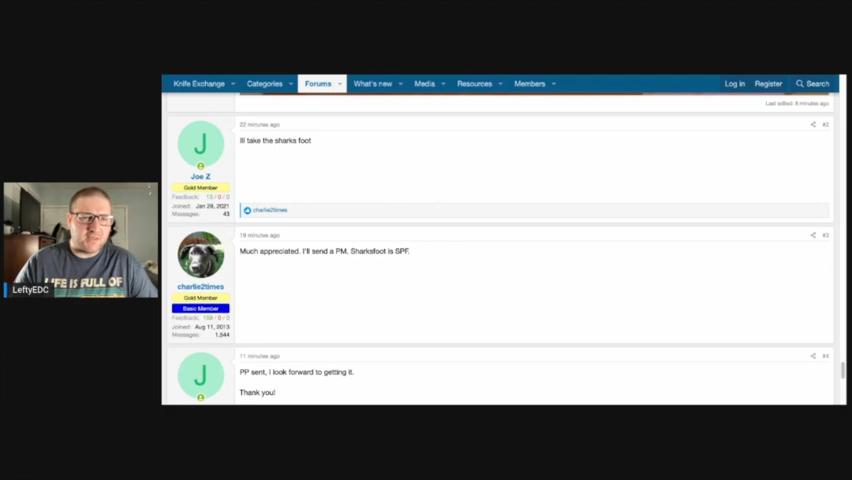 Knife Exchange Categories Forums What's new Media Resources Members Log in Register Search
Last edited: 8 minutes ago
22 minutes ago #2
J
Ill take the sharks foot
Joe Z
Gold Member
Feedback: 13 / 0 / 0
Joined: Jan 28, 2021
Messages: 43
charlie2times
19 minutes ago #3
Much appreciated. I'll send a PM. Sharksfoot is SPF.
charlie2times
Gold Member
Basic Member
Feedback: 159 / 0 / 0
Joined: Aug 11, 2013
Messages: 1,544
11 minutes ago #4
J
PP sent, I look forward to getting it.
Thank you!
LIFE IS FULL OF
LeftyEDC